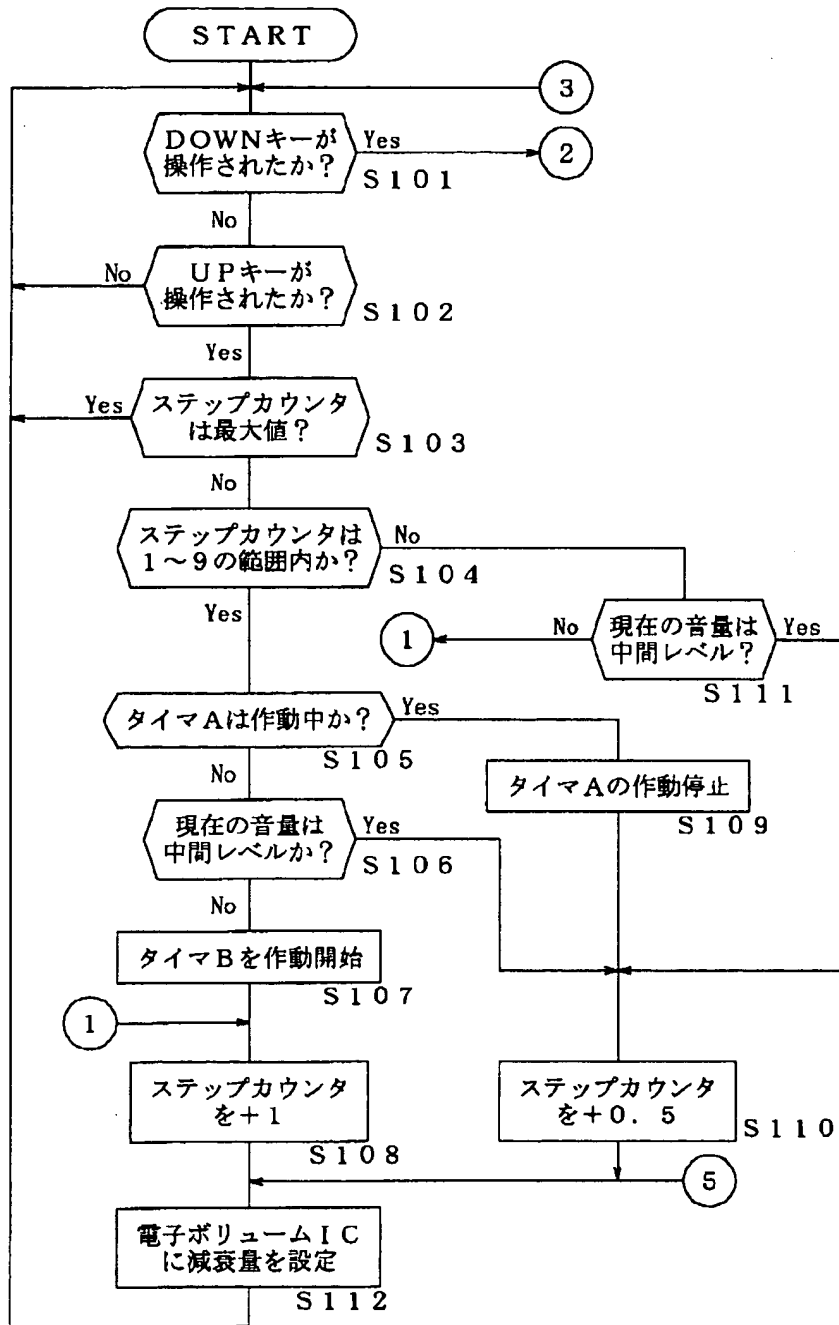 START
3
DOWNキーが
操作されたか？
Yes
2
S101
No
No
UPキーが
操作されたか？
S102
Yes
Yes
ステップカウンタ
は最大値？
S103
No
ステップカウンタは
1～9の範囲内か？
No
S104
Yes
1
No
現在の音量は
中間レベル？
Yes
S111
タイマAは作動中か？
Yes
S105
No
タイマAの作動停止
S109
現在の音量は
中間レベルか？
Yes
S106
No
タイマBを作動開始
S107
1
ステップカウンタ
を＋1
S108
ステップカウンタ
を＋0．5
S110
5
電子ボリュームIC
に減衰量を設定
S112